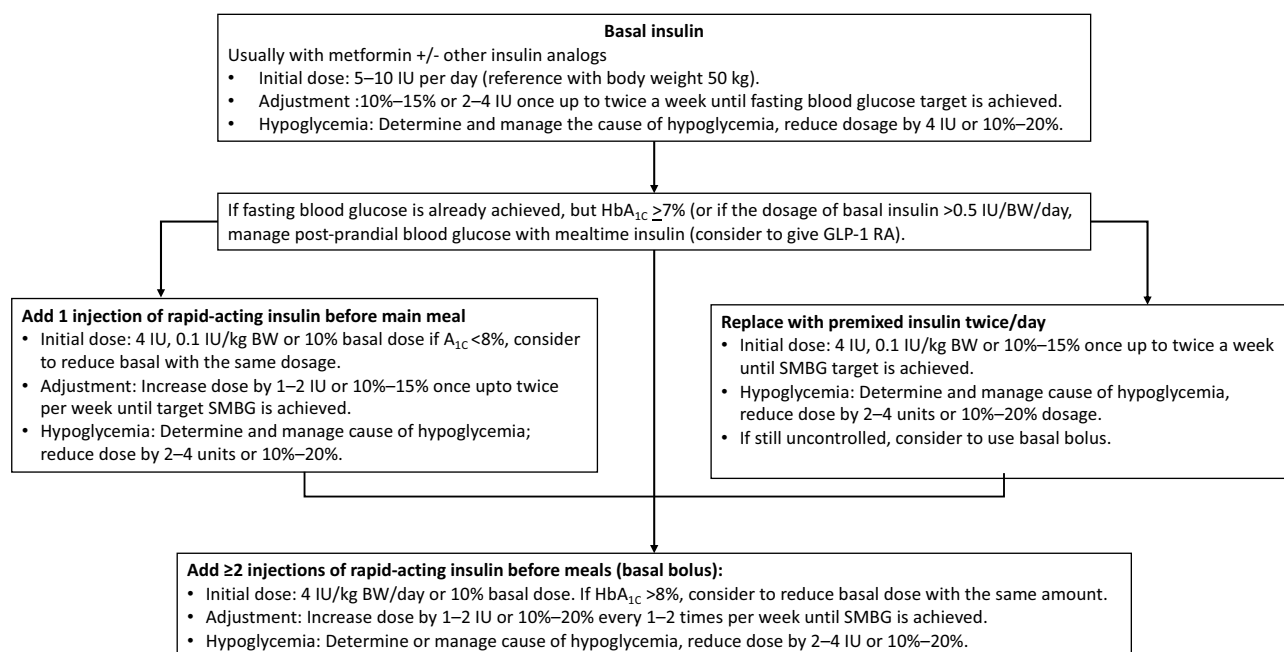 Basal insulin
Usually with metformin +/- other insulin analogs
• Initial dose: 5–10 IU per day (reference with body weight 50 kg).
• Adjustment :10%–15% or 2–4 IU once up to twice a week until fasting blood glucose target is achieved.
• Hypoglycemia: Determine and manage the cause of hypoglycemia, reduce dosage by 4 IU or 10%–20%.
If fasting blood glucose is already achieved, but HbA1C ≥7% (or if the dosage of basal insulin >0.5 IU/BW/day,
manage post-prandial blood glucose with mealtime insulin (consider to give GLP-1 RA).
Add 1 injection of rapid-acting insulin before main meal
• Initial dose: 4 IU, 0.1 IU/kg BW or 10% basal dose if A1C <8%, consider
to reduce basal with the same dosage.
• Adjustment: Increase dose by 1–2 IU or 10%–15% once upto twice
per week until target SMBG is achieved.
• Hypoglycemia: Determine and manage cause of hypoglycemia;
reduce dose by 2–4 units or 10%–20%.
Replace with premixed insulin twice/day
• Initial dose: 4 IU, 0.1 IU/kg BW or 10%–15% once up to twice a week
until SMBG target is achieved.
• Hypoglycemia: Determine and manage cause of hypoglycemia,
reduce dose by 2–4 units or 10%–20% dosage.
• If still uncontrolled, consider to use basal bolus.
Add ≥2 injections of rapid-acting insulin before meals (basal bolus):
• Initial dose: 4 IU/kg BW/day or 10% basal dose. If HbA1C >8%, consider to reduce basal dose with the same amount.
• Adjustment: Increase dose by 1–2 IU or 10%–20% every 1–2 times per week until SMBG is achieved.
• Hypoglycemia: Determine or manage cause of hypoglycemia, reduce dose by 2–4 IU or 10%–20%.